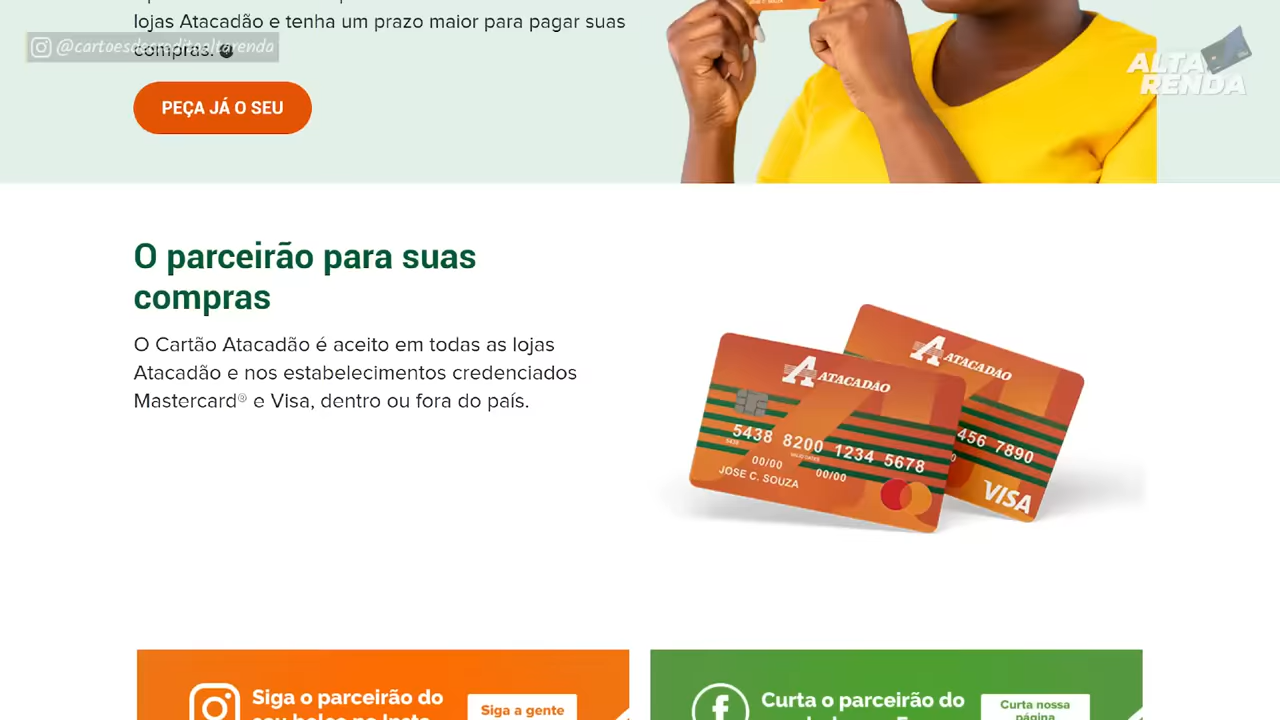 lojas Atacadão e tenha um prazo maior para pagar suas
compras.
@cartoesdecreditoaltarenda
ALTA
RENDA
PEÇA JÁ O SEU
O parceirão para suas
compras
O Cartão Atacadão é aceito em todas as lojas
Atacadão e nos estabelecimentos credenciados
Mastercard® e Visa, dentro ou fora do país.
ATACADÃO
5438 8200 1234 5678
5438
VALID DATES
00/00 00/00
JOSE C. SOUZA
ATACADÃO
456 7890
VISA
Siga o parceirão do
Siga a gente
Curta o parceirão do
Curta nossa
página